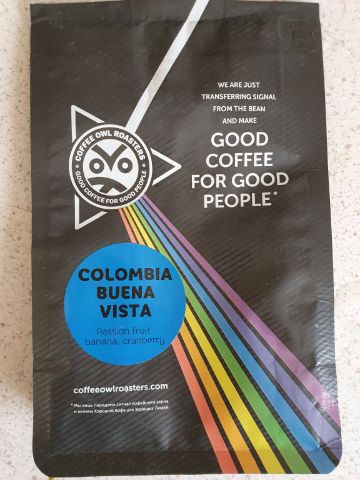 WE ARE JUST
TRANSFERRING SIGNAL
FROM THE BEAN
AND MAKE
GOOD
COFFEE
FOR GOOD
PEOPLE*
COFFEE OWL ROASTERS
GOOD COFFEE FOR GOOD PEOPLE
COLOMBIA
BUENA
VISTA
Passion fruit,
banana, cranberry
coffeeowlroasters.com
* Мы лишь передаем сигнал кофейного зерна
и делаем Хороший Кофе для Хороших Людей